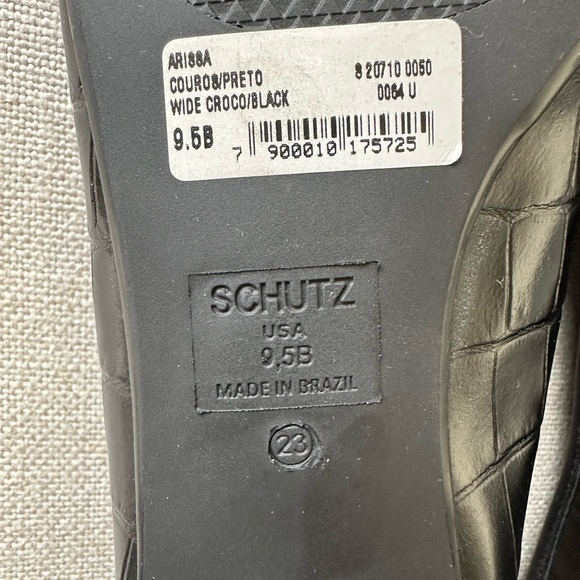 ARISSA
COUROS/PRETO S 20710 0050
WIDE CROCO/BLACK 0064 U
9.5B
7 900010 175725
SCHUTZ
USA
9,5B
MADE IN BRAZIL
23